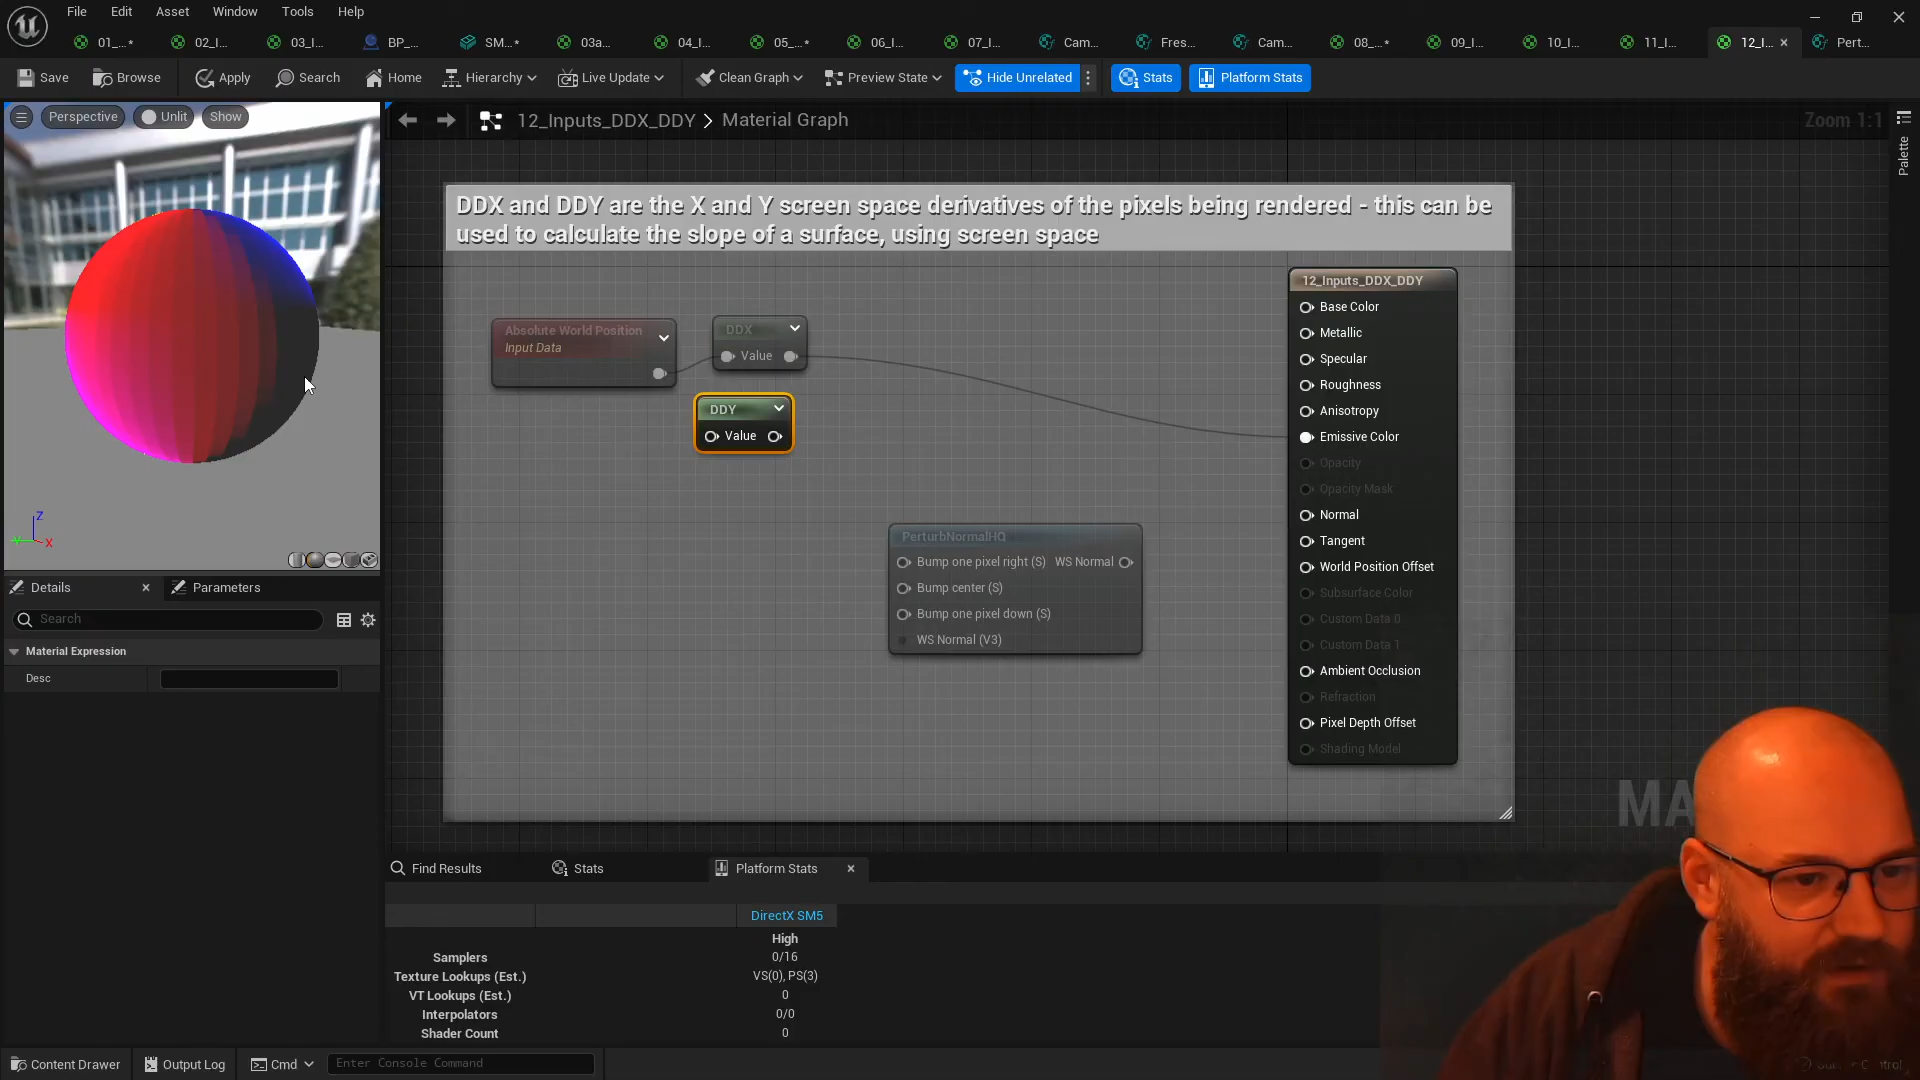 File Edit Asset Window Tools Help
01_...* 02_I... 03_I... BP_... SM...* 03a... 04_I... 05_...* 06_I... 07_I... Cam... Fres... Cam... 08_...* 09_I... 10_I... 11_I... 12_I... Pert...
Save Browse Apply Search Home Hierarchy Live Update Clean Graph Preview State Hide Unrelated Stats Platform Stats
Perspective Unlit Show
12_Inputs_DDX_DDY > Material Graph
Zoom 1:1
Palette
DDX and DDY are the X and Y screen space derivatives of the pixels being rendered - this can be
used to calculate the slope of a surface, using screen space
Absolute World Position
Input Data
DDX
Value
DDY
Value
PerturbNormalHQ
Bump one pixel right (S) WS Normal
Bump center (S)
Bump one pixel down (S)
WS Normal (V3)
12_Inputs_DDX_DDY
Base Color
Metallic
Specular
Roughness
Anisotropy
Emissive Color
Opacity
Opacity Mask
Normal
Tangent
World Position Offset
Subsurface Color
Custom Data 0
Custom Data 1
Ambient Occlusion
Refraction
Pixel Depth Offset
Shading Model
MA
Z
Y X
Details Parameters
Search
Material Expression
Desc
Find Results Stats Platform Stats
DirectX SM5
High
Samplers 0/16
Texture Lookups (Est.) VS(0), PS(3)
VT Lookups (Est.) 0
Interpolators 0/0
Shader Count 0
Content Drawer Output Log Cmd Enter Console Command